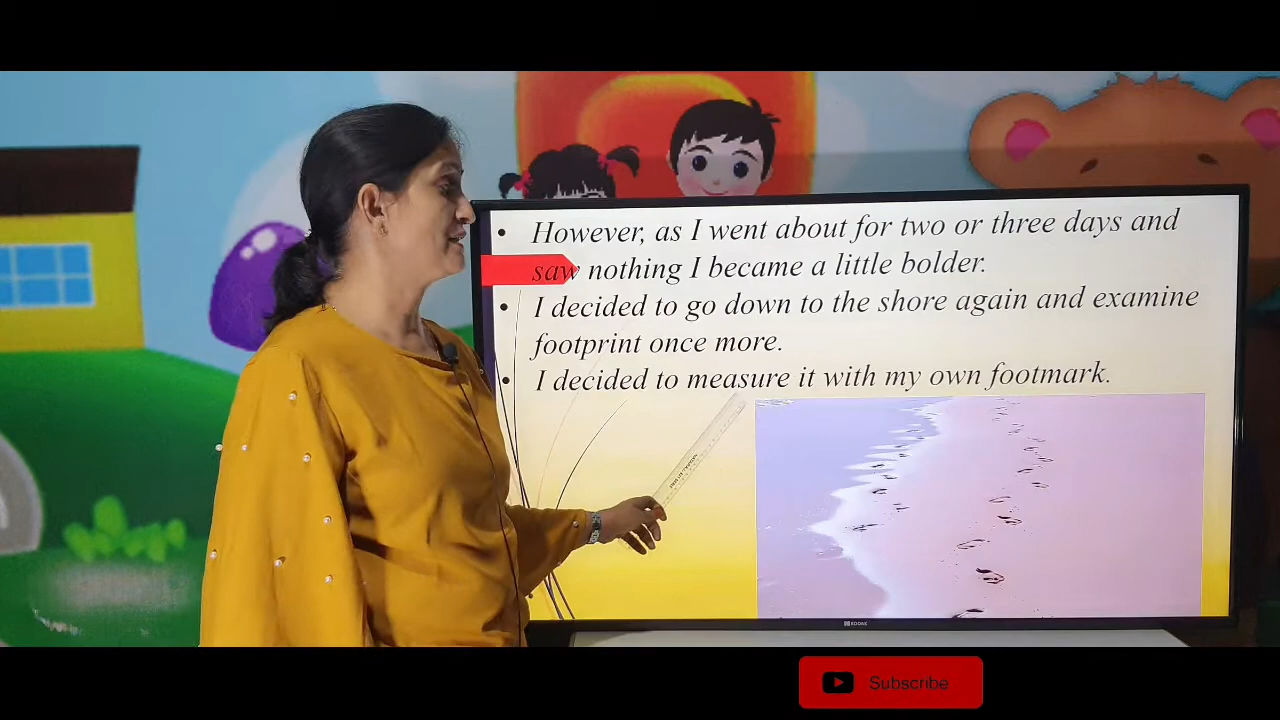 However, as I went about for two or three days and
saw nothing I became a little bolder.
I decided to go down to the shore again and examine
footprint once more.
I decided to measure it with my own footmark.
Subscribe